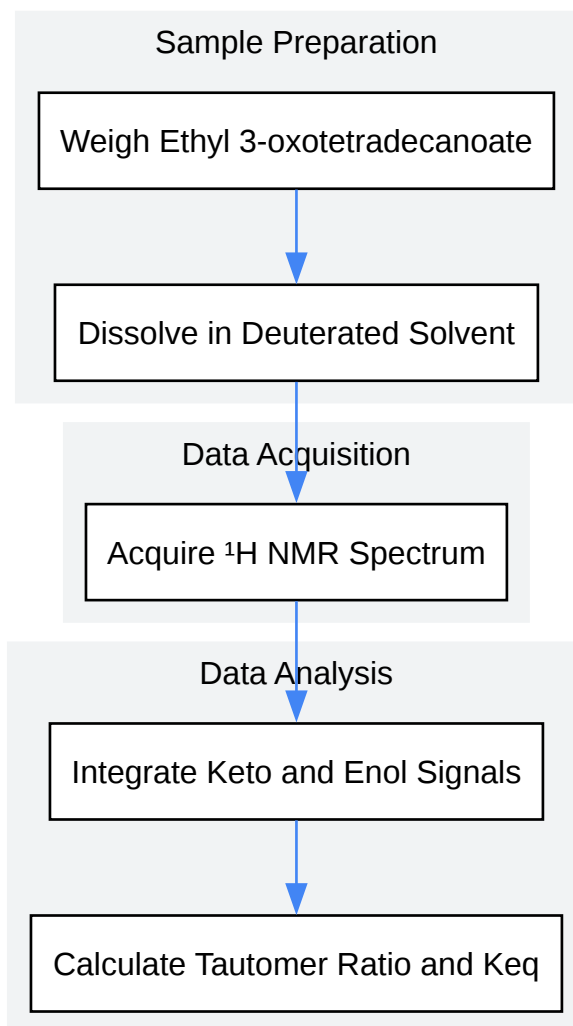 Sample Preparation
Weigh Ethyl 3-oxotetradecanoate
Dissolve in Deuterated Solvent
Data Acquisition
Acquire ¹H NMR Spectrum
Data Analysis
Integrate Keto and Enol Signals
Calculate Tautomer Ratio and Keq